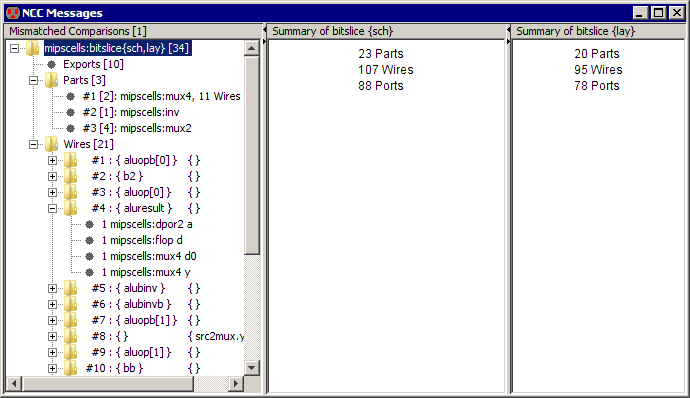 NCC Messages
Mismatched Comparisons [1]
mipscells:bitslice{sch,lay} [34]
Exports [10]
Parts [3]
#1 [2]: mipscells:mux4, 11 Wires
#2 [1]: mipscells:inv
#3 [4]: mipscells:mux2
Wires [21]
#1 : { aluopb[0] } { }
#2 : { b2 } { }
#3 : { aluop[0] } { }
#4 : { aluresult } { }
1 mipscells:dpor2 a
1 mipscells:flop d
1 mipscells:mux4 d0
1 mipscells:mux4 y
#5 : { alubinv } { }
#6 : { alubinvb } { }
#7 : { aluopb[1] } { }
#8 : { } { src2mux.y
#9 : { aluop[1] } { }
#10 : { bb } { }
Summary of bitslice {sch}
23 Parts
107 Wires
88 Ports
Summary of bitslice {lay}
20 Parts
95 Wires
78 Ports